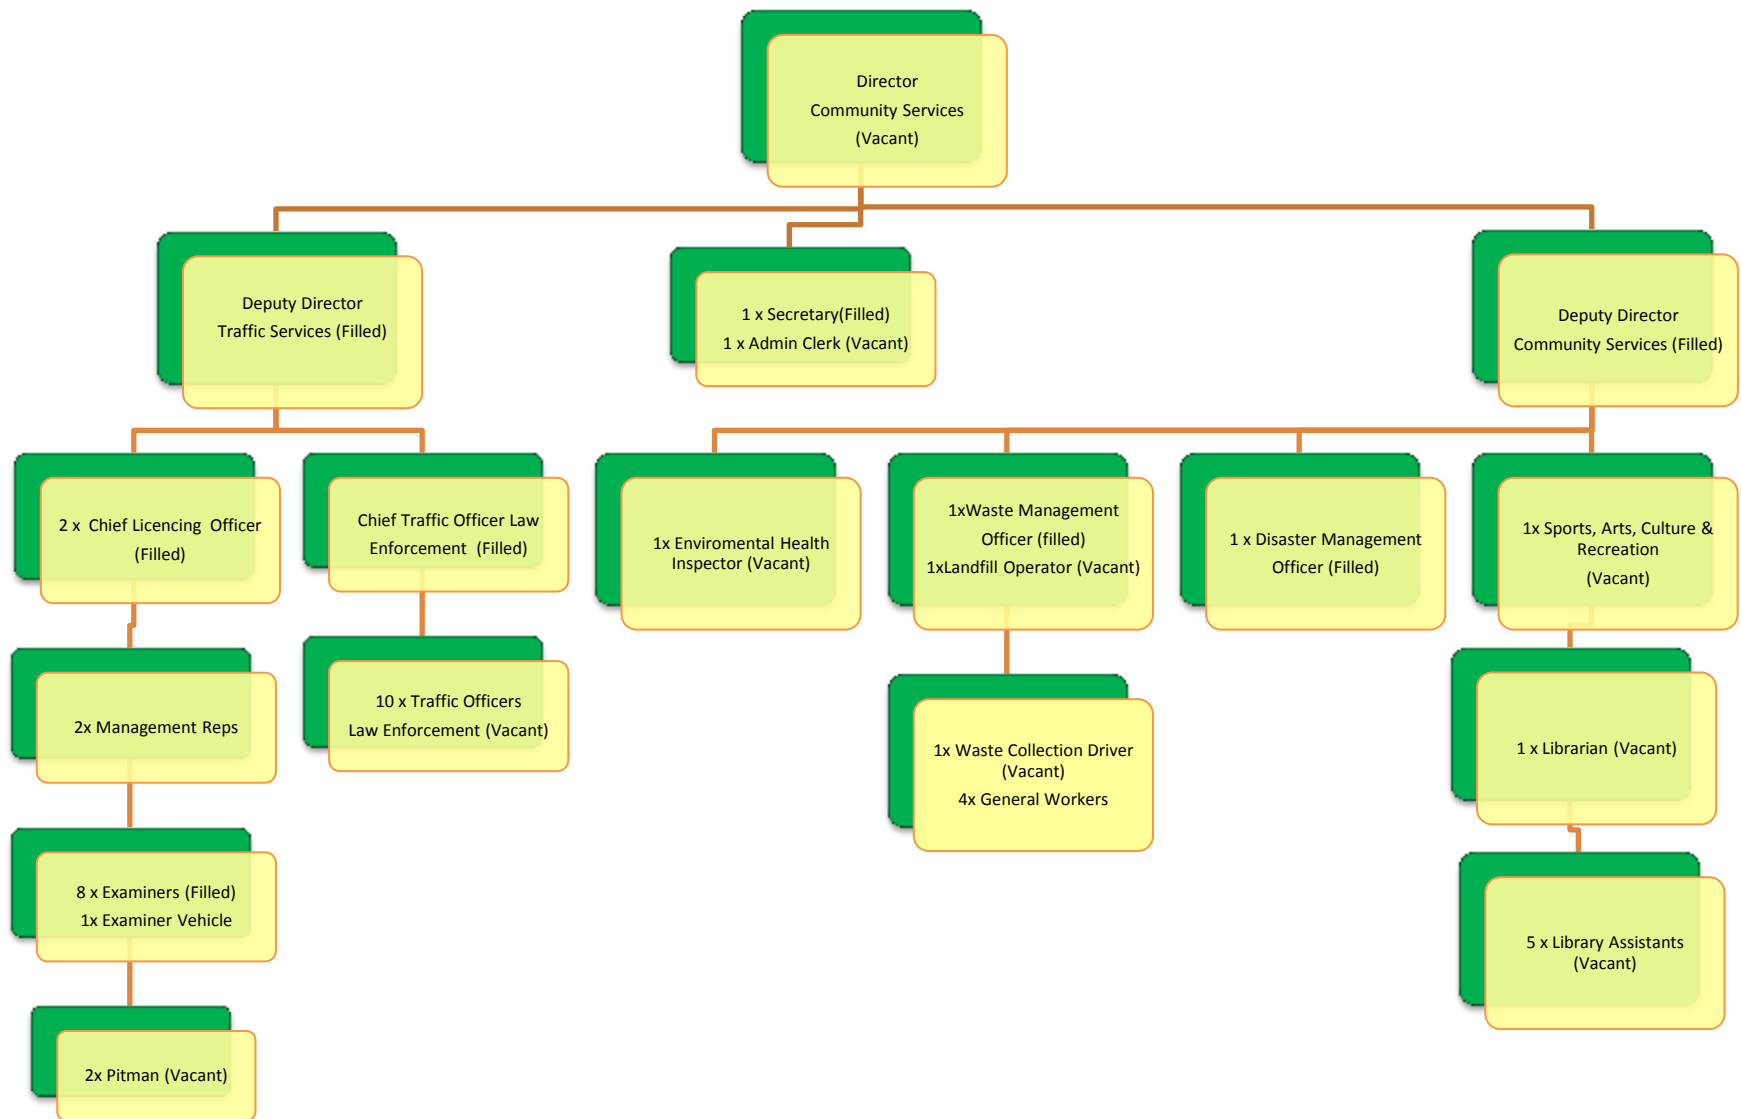 Director
Community Services
(Vacant)
Deputy Director
Traffic Services (Filled)
1 x Secretary(Filled)
1 x Admin Clerk (Vacant)
Deputy Director
Community Services (Filled)
2 x Chief Licencing Officer
(Filled)
Chief Traffic Officer Law
Enforcement (Filled)
1x Enviromental Health
Inspector (Vacant)
1xWaste Management
Officer (filled)
1xLandfill Operator (Vacant)
1 x Disaster Management
Officer (Filled)
1x Sports, Arts, Culture &
Recreation
(Vacant)
2x Management Reps
10 x Traffic Officers
Law Enforcement (Vacant)
1x Waste Collection Driver
(Vacant)
4x General Workers
1 x Librarian (Vacant)
8 x Examiners (Filled)
1x Examiner Vehicle
5 x Library Assistants
(Vacant)
2x Pitman (Vacant)